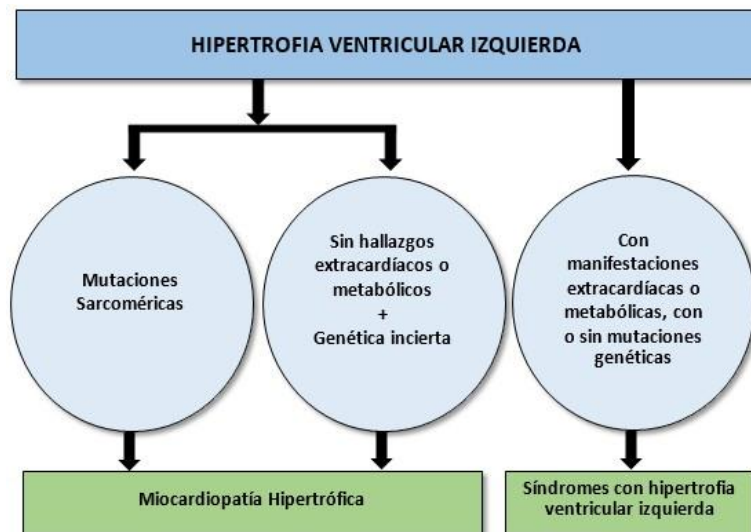 HIPERTROFIA VENTRICULAR IZQUIERDA
Mutaciones
Sarcoméricas
Sin hallazgos
extracardíacos o
metabólicos
+
Genética incierta
Con
manifestaciones
extracardíacas o
metabólicas, con
o sin mutaciones
genéticas
Miocardiopatía Hipertrófica
Síndromes con hipertrofia
ventricular izquierda